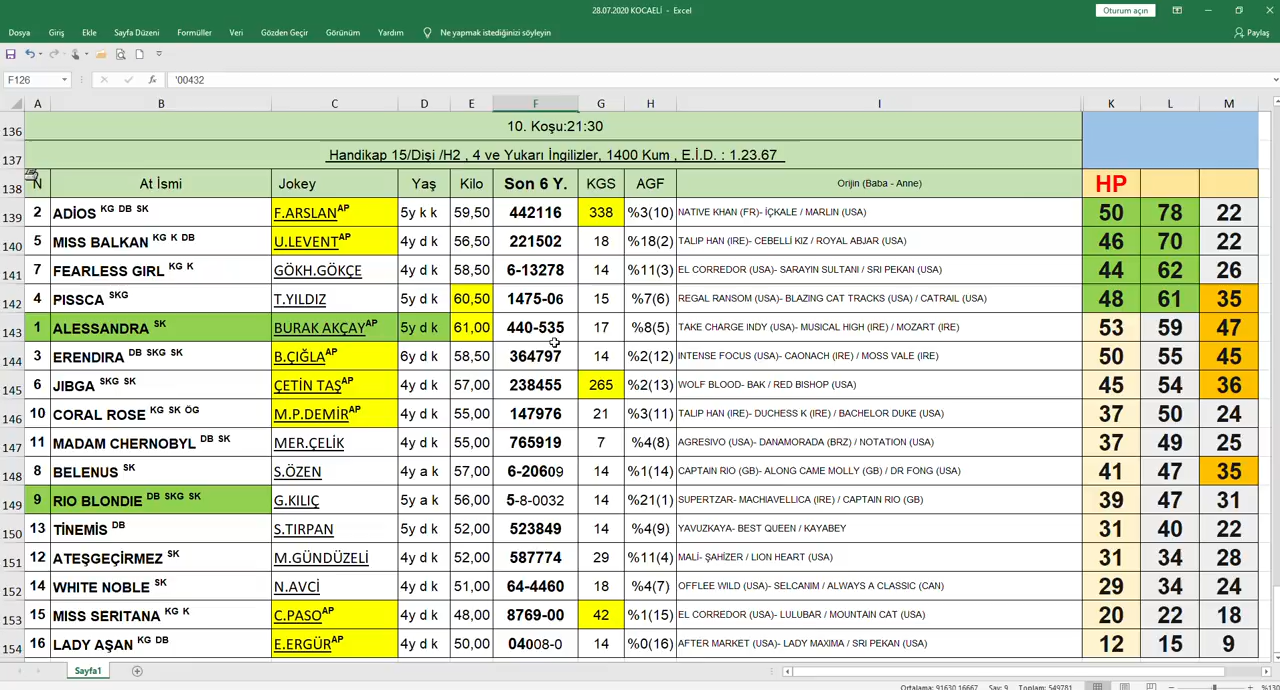 28.07.2020 KOCAELİ - Excel
Oturum açın
Dosya Giriş Ekle Sayfa Düzeni Formüller Veri Gözden Geçir Görünüm Yardım Ne yapmak istediğinizi söyleyin Paylaş
F126 fx '00432
A B C D E F G H I K L M
136 10. Koşu:21:30
137 Handikap 15/Dişi /H2 , 4 ve Yukarı İngilizler, 1400 Kum , E.İ.D. : 1.23.67
138 N At İsmi Jokey Yaş Kilo Son 6 Y. KGS AGF Orijin (Baba - Anne) HP
139 2 ADİOS KG DB SK F.ARSLAN AP 5y k k 59,50 442116 338 %3(10) NATIVE KHAN (FR)- İÇKALE / MARLIN (USA) 50 78 22
140 5 MISS BALKAN KG K DB U.LEVENT AP 4y d k 56,50 221502 18 %18(2) TALIP HAN (IRE)- CEBELLİ KIZ / ROYAL ABJAR (USA) 46 70 22
141 7 FEARLESS GIRL KG K GÖKH.GÖKÇE 4y d k 58,50 6-13278 14 %11(3) EL CORREDOR (USA)- SARAYIN SULTANI / SRI PEKAN (USA) 44 62 26
142 4 PISSCA SKG T.YILDIZ 5y d k 60,50 1475-06 15 %7(6) REGAL RANSOM (USA)- BLAZING CAT TRACKS (USA) / CATRAIL (USA) 48 61 35
143 1 ALESSANDRA SK BURAK AKÇAY AP 5y d k 61,00 440-535 17 %8(5) TAKE CHARGE INDY (USA)- MUSICAL HIGH (IRE) / MOZART (IRE) 53 59 47
144 3 ERENDIRA DB SKG SK B.ÇIĞLA AP 6y d k 58,50 364797 14 %2(12) INTENSE FOCUS (USA)- CAONACH (IRE) / MOSS VALE (IRE) 50 55 45
145 6 JIBGA SKG SK ÇETİN TAŞ AP 4y d k 57,00 238455 265 %2(13) WOLF BLOOD- BAK / RED BISHOP (USA) 45 54 36
146 10 CORAL ROSE KG SK ÖG M.P.DEMİR AP 4y d k 55,00 147976 21 %3(11) TALIP HAN (IRE)- DUCHESS K (IRE) / BACHELOR DUKE (USA) 37 50 24
147 11 MADAM CHERNOBYL DB SK MER.ÇELİK 4y d k 55,00 765919 7 %4(8) AGRESIVO (USA)- DANAMORADA (BRZ) / NOTATION (USA) 37 49 25
148 8 BELENUS SK S.ÖZEN 4y a k 57,00 6-20609 14 %1(14) CAPTAIN RIO (GB)- ALONG CAME MOLLY (GB) / DR FONG (USA) 41 47 35
149 9 RIO BLONDIE DB SKG SK G.KILIÇ 5y a k 56,00 5-8-0032 14 %21(1) SUPERTZAR- MACHIAVELLICA (IRE) / CAPTAIN RIO (GB) 39 47 31
150 13 TİNEMİS DB S.TIRPAN 5y d k 52,00 523849 14 %4(9) YAVUZKAYA- BEST QUEEN / KAYABEY 31 40 22
151 12 ATEŞGEÇİRMEZ SK M.GÜNDÜZELİ 4y d k 52,00 587774 29 %11(4) MALİ- ŞAHİZER / LION HEART (USA) 31 34 28
152 14 WHITE NOBLE SK N.AVCİ 4y d k 51,00 64-4460 18 %4(7) OFFLEE WILD (USA)- SELCANIM / ALWAYS A CLASSIC (CAN) 29 34 24
153 15 MISS SERITANA KG K C.PASO AP 4y d k 48,00 8769-00 42 %1(15) EL CORREDOR (USA)- LULUBAR / MOUNTAIN CAT (USA) 20 22 18
154 16 LADY AŞAN KG DB E.ERGÜR AP 4y d k 50,00 04008-0 14 %0(16) AFTER MARKET (USA)- LADY MAXIMA / SRI PEKAN (USA) 12 15 9
Sayfa1
Ortalama: 91630,16667 Say: 9 Toplam: 549781 %130